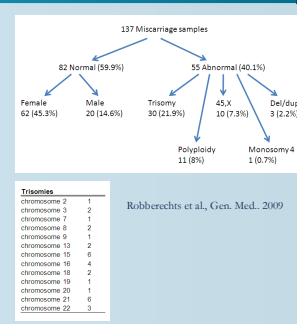 137 Miscarriage samples
82 Normal (59.9%) 55 Abnormal (40.1%)
Female Male Trisomy 45,X Del/dup
62 (45.3%) 20 (14.6%) 30 (21.9%) 10 (7.3%) 3 (2.2%)
Polyploidy Monosomy 4
11 (8%) 1 (0.7%)
Trisomies
chromosome 2 1
chromosome 3 2
chromosome 7 1
chromosome 8 2
chromosome 9 1
chromosome 13 2
chromosome 15 6
chromosome 16 4
chromosome 18 2
chromosome 19 1
chromosome 20 1
chromosome 21 6
chromosome 22 3
Robberechts et al., Gen. Med.. 2009